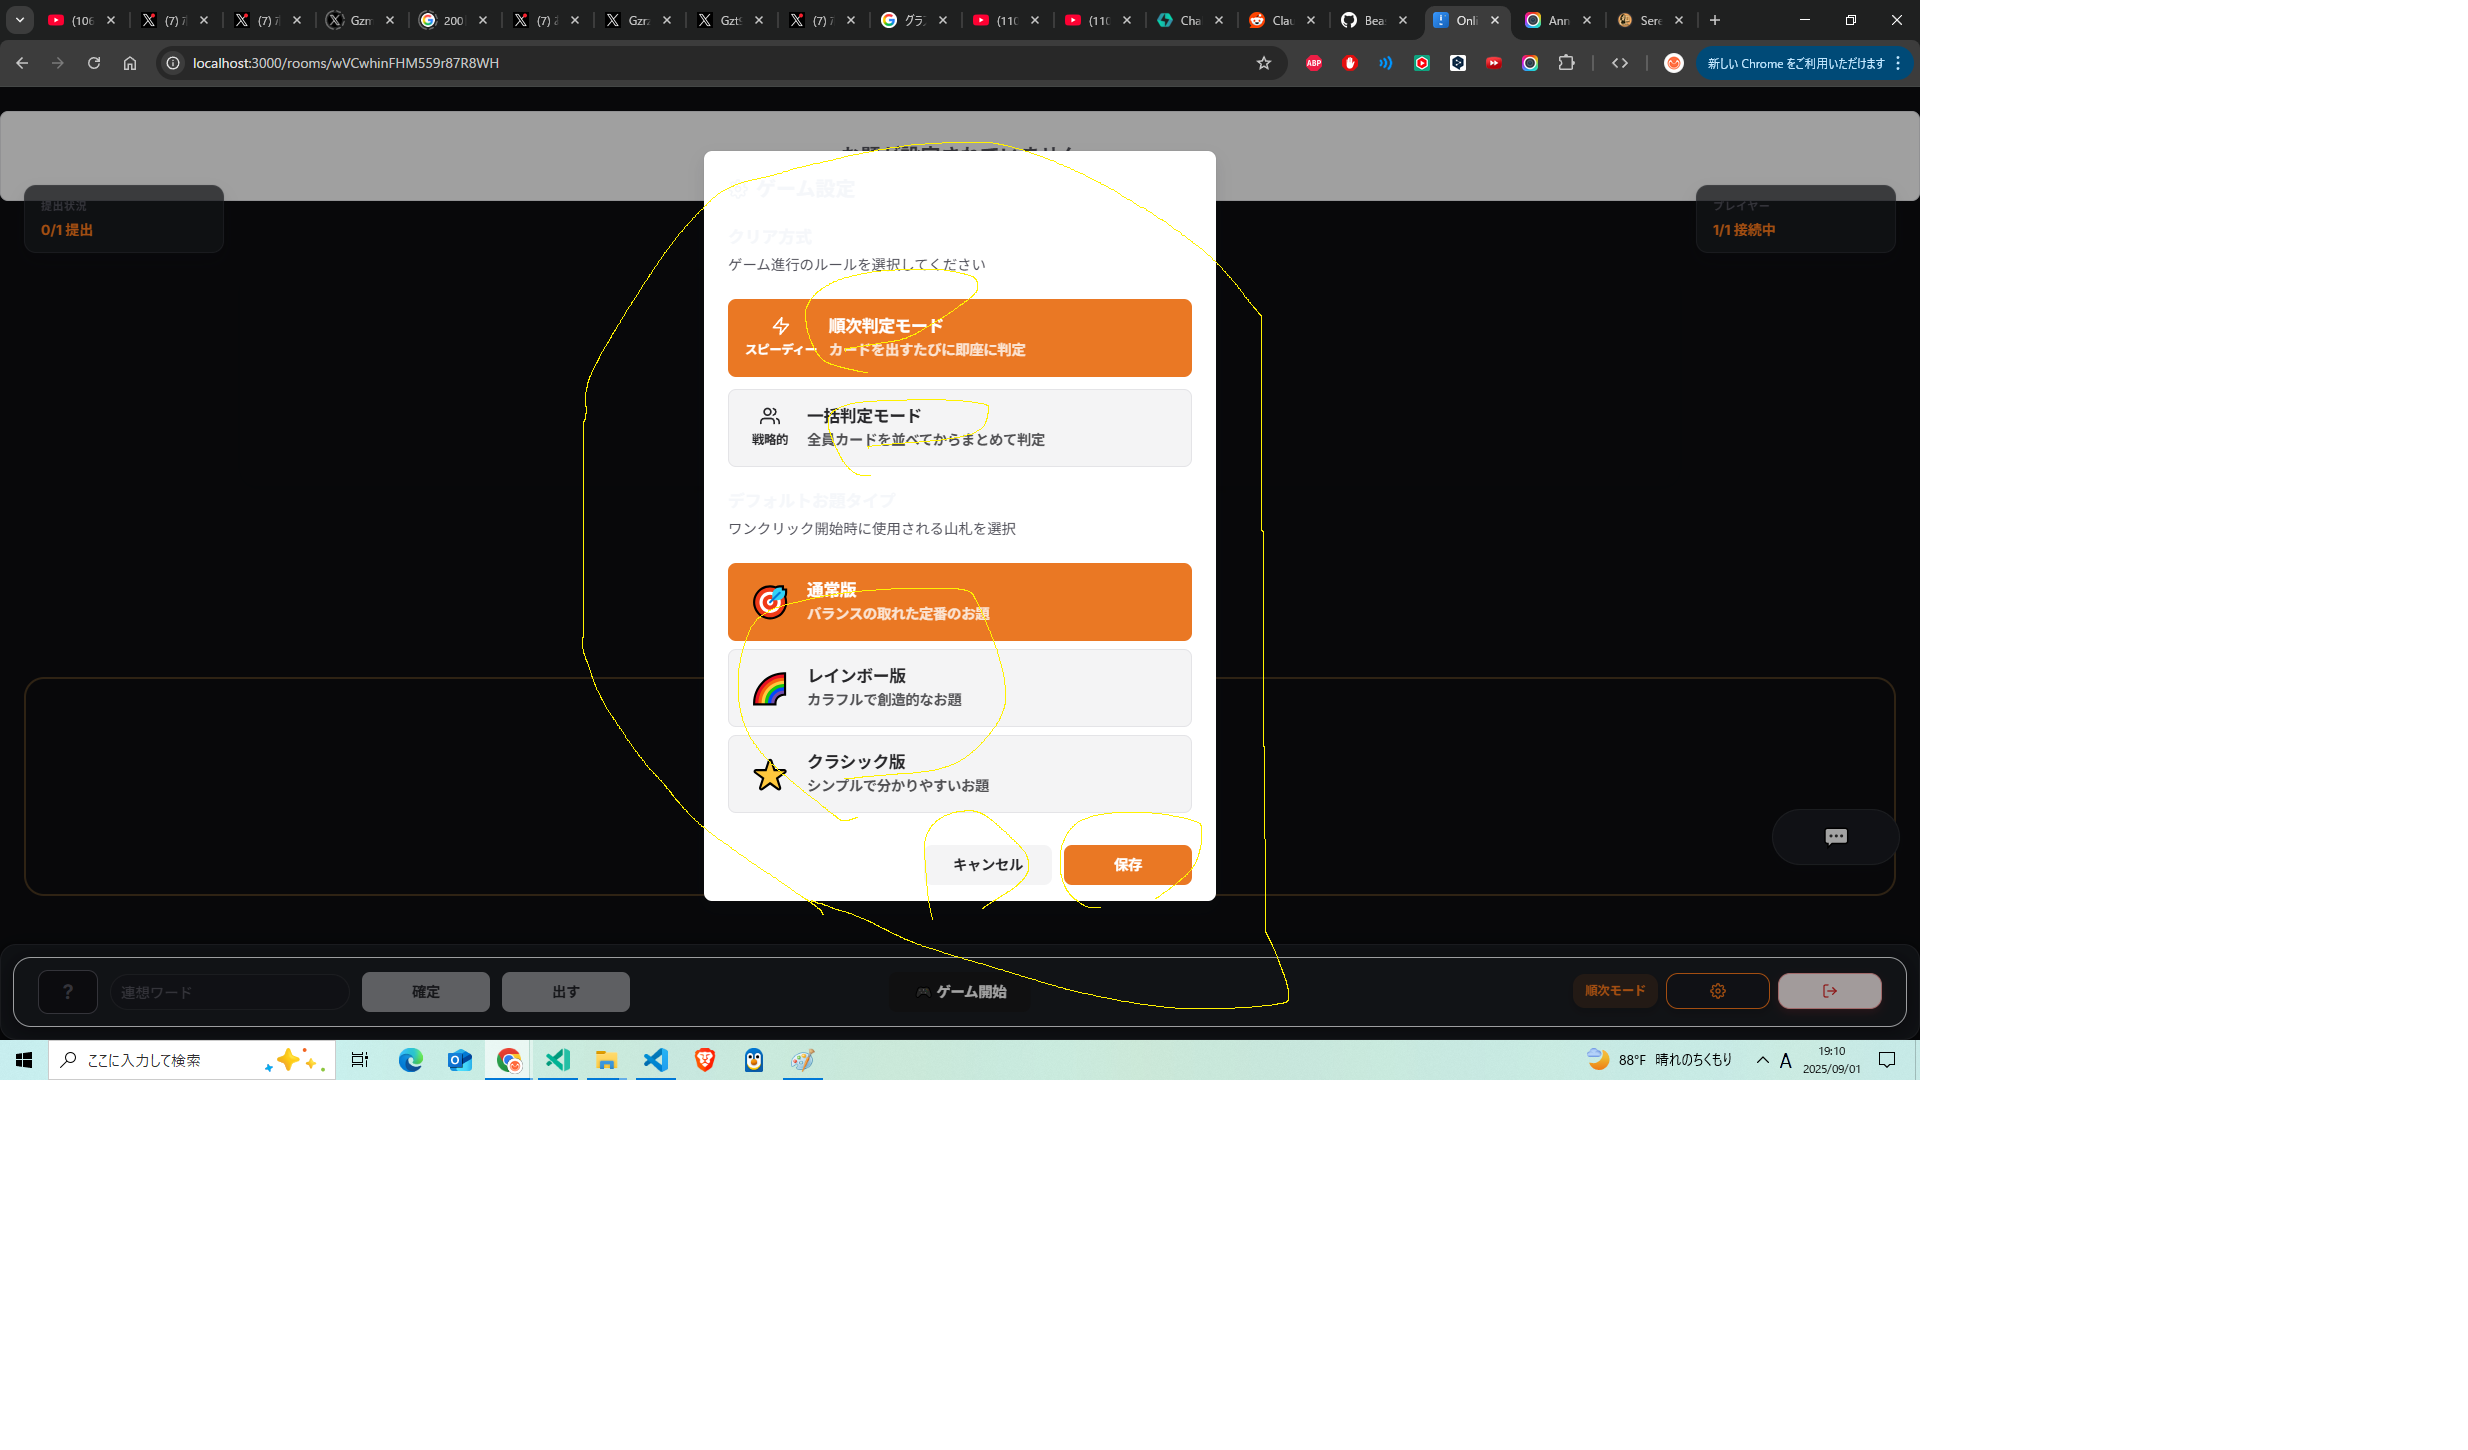 (106
(7)
(7)
Gzm
200
(7)
Gzrz
Gzt9
(7)
グラ
(110
(110
Cha
Clau
Bea
Onli
Ann
Sere
localhost:3000/rooms/wVCwhinFHM559r87R8WH
ABP
新しい Chrome をご利用いただけます
お題が設定されていません
提出状況
0/1 提出
プレイヤー
1/1 接続中
ゲーム設定
クリア方式
ゲーム進行のルールを選択してください
順次判定モード
スピーディー
カードを出すたびに即座に判定
一括判定モード
戦略的
全員カードを並べてからまとめて判定
デフォルトお題タイプ
ワンクリック開始時に使用される山札を選択
通常版
バランスの取れた定番のお題
レインボー版
カラフルで創造的なお題
クラシック版
シンプルで分かりやすいお題
キャンセル
保存
?
連想ワード
確定
出す
ゲーム開始
順次モード
ここに入力して検索
88°F 晴れのちくもり
A
19:10
2025/09/01